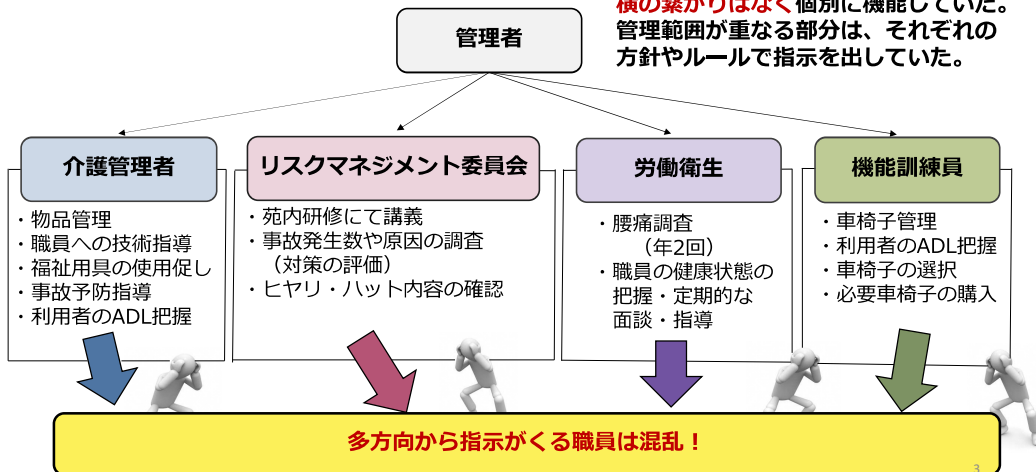 横の繋がりはなく個別に機能していた。
管理範囲が重なる部分は、それぞれの
方針やルールで指示を出していた。
管理者
介護管理者
・物品管理
・職員への技術指導
・福祉用具の使用促し
・事故予防指導
・利用者のADL把握
リスクマネジメント委員会
・苑内研修にて講義
・事故発生数や原因の調査
（対策の評価）
・ヒヤリ・ハット内容の確認
労働衛生
・腰痛調査
（年2回）
・職員の健康状態の
把握・定期的な
面談・指導
機能訓練員
・車椅子管理
・利用者のADL把握
・車椅子の選択
・必要車椅子の購入
多方向から指示がくる職員は混乱！
3